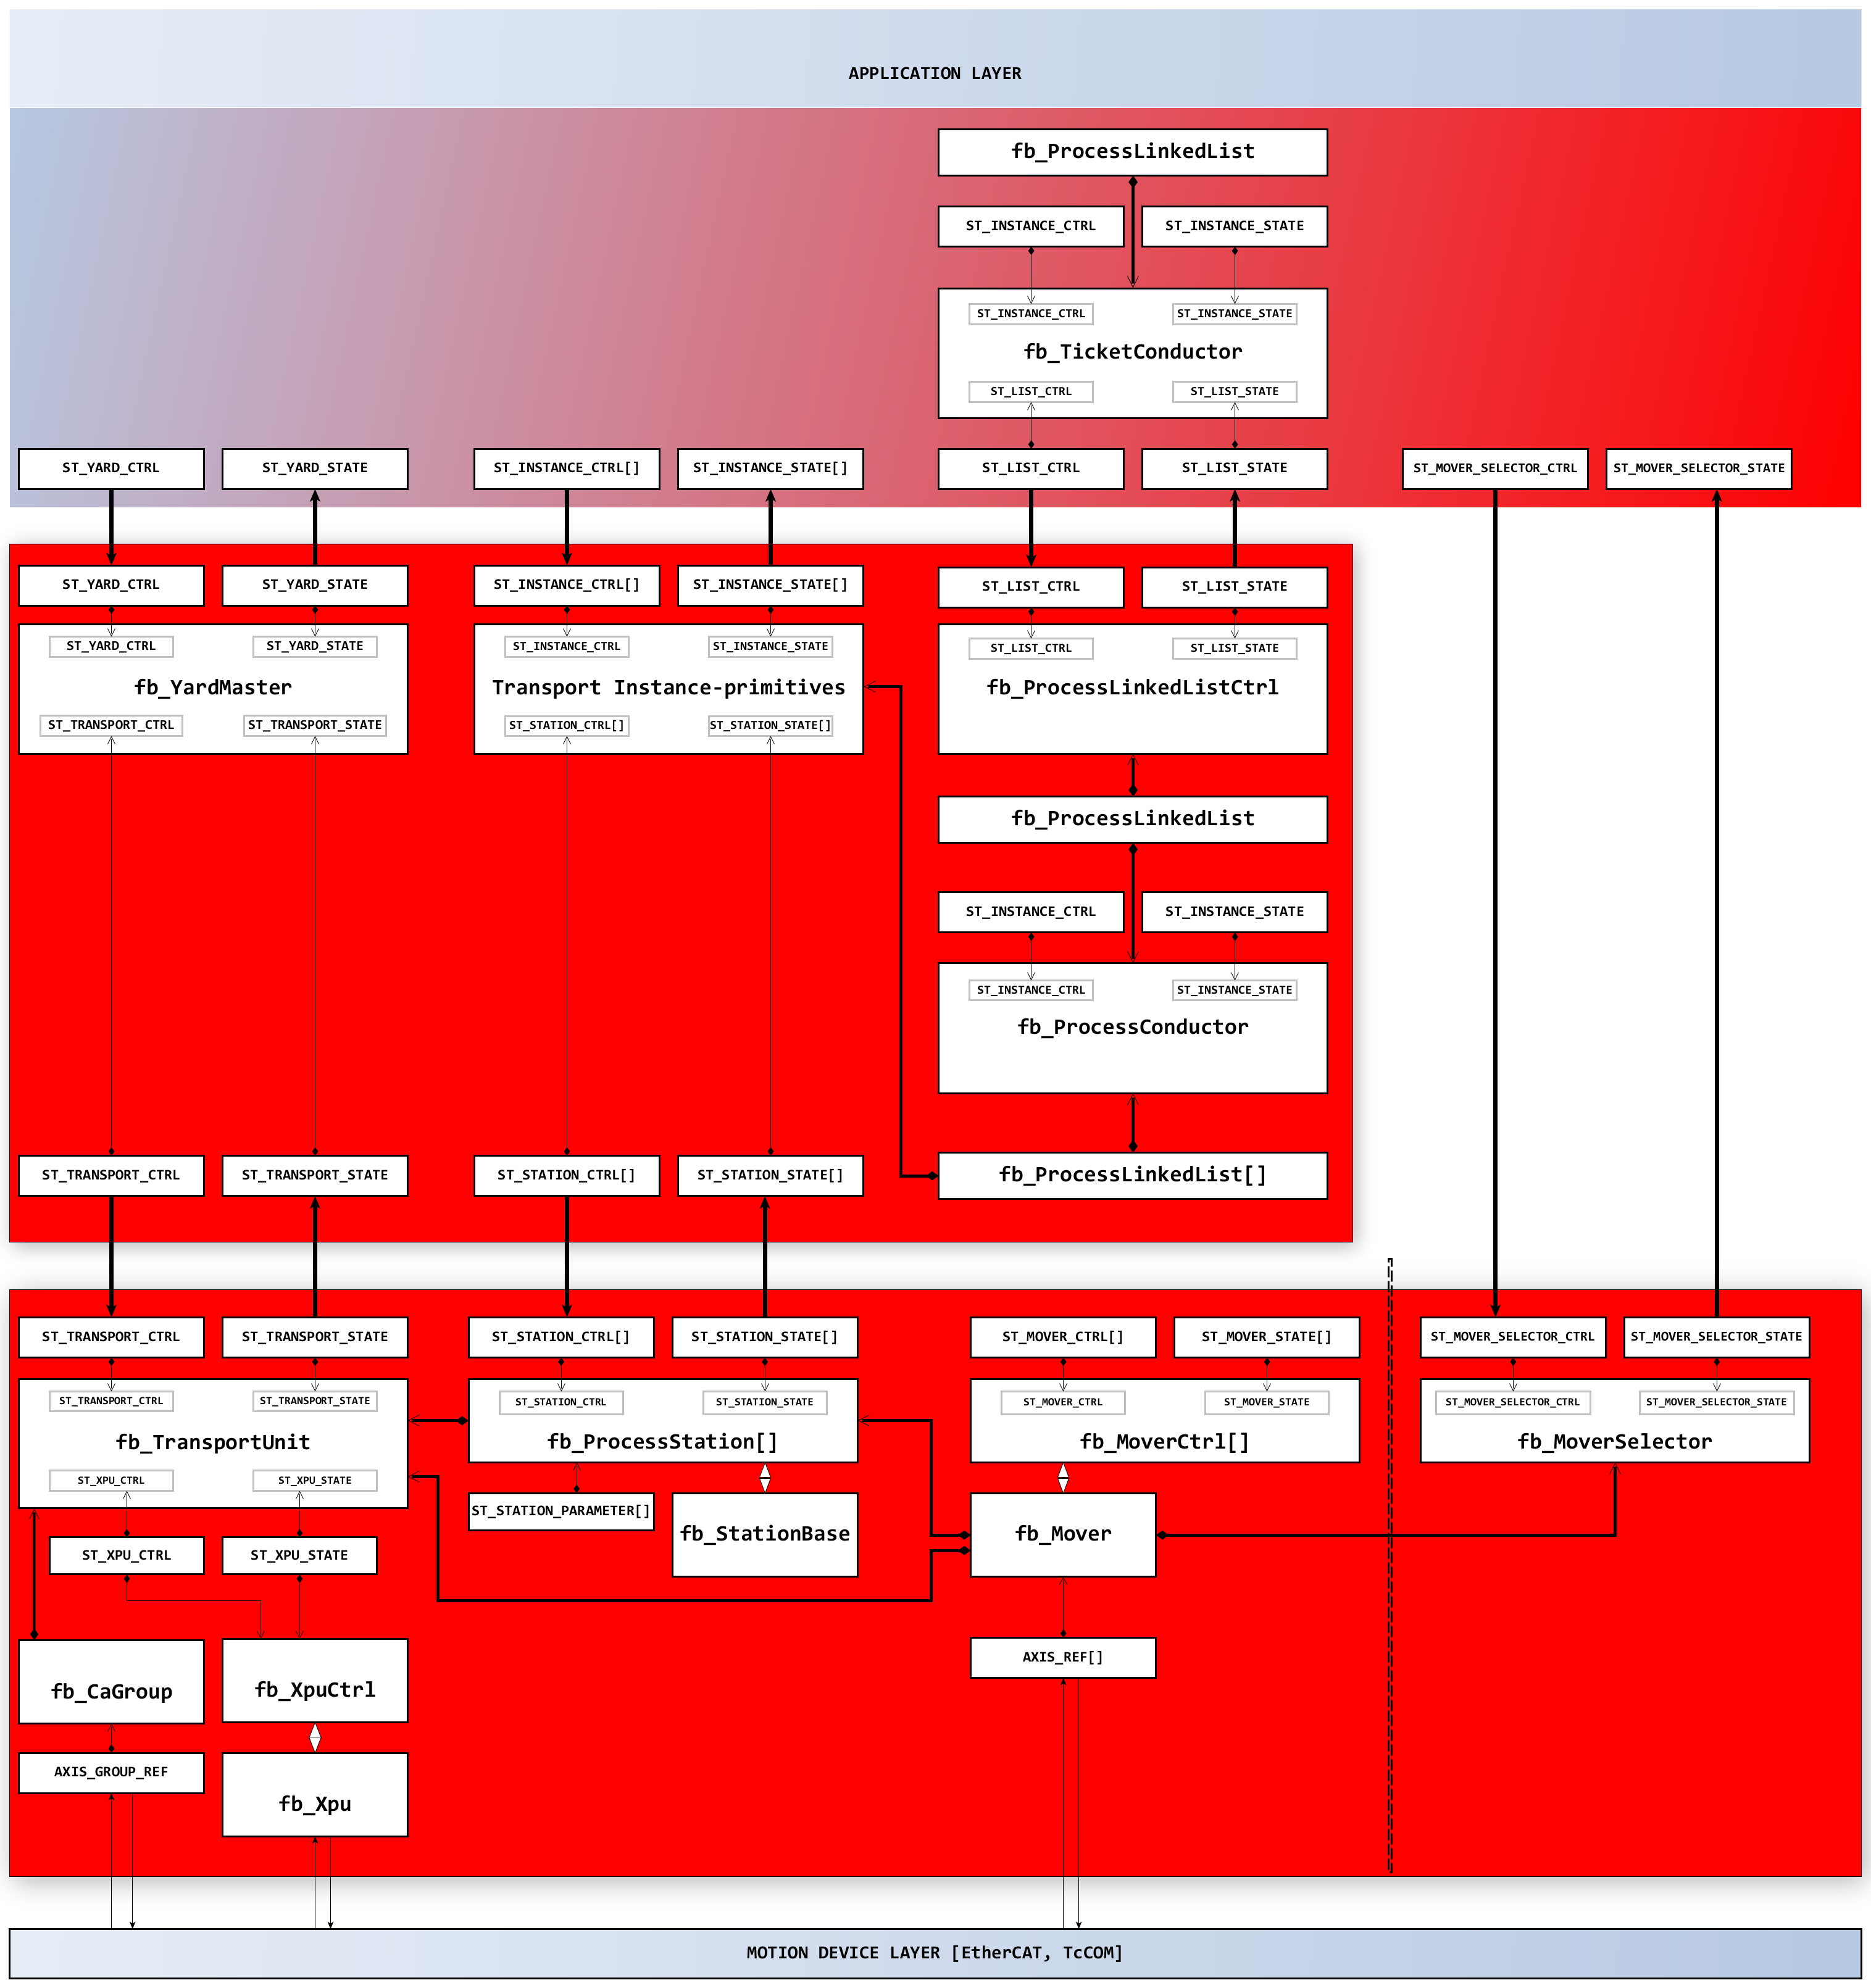 APPLICATION LAYER
fb_ProcessLinkedList
ST_INSTANCE_CTRL
ST_INSTANCE_STATE
ST_INSTANCE_CTRL
ST_INSTANCE_STATE
fb_TicketConductor
ST_LIST_CTRL
ST_LIST_STATE
ST_YARD_CTRL
ST_YARD_STATE
ST_INSTANCE_CTRL[]
ST_INSTANCE_STATE[]
ST_LIST_CTRL
ST_LIST_STATE
ST_MOVER_SELECTOR_CTRL
ST_MOVER_SELECTOR_STATE
ST_YARD_CTRL
ST_YARD_STATE
ST_INSTANCE_CTRL[]
ST_INSTANCE_STATE[]
ST_LIST_CTRL
ST_LIST_STATE
ST_YARD_CTRL
ST_YARD_STATE
ST_INSTANCE_CTRL
ST_INSTANCE_STATE
ST_LIST_CTRL
ST_LIST_STATE
fb_YardMaster
Transport Instance-primitives
fb_ProcessLinkedListCtrl
ST_TRANSPORT_CTRL
ST_TRANSPORT_STATE
ST_STATION_CTRL[]
ST_STATION_STATE[]
fb_ProcessLinkedList
ST_INSTANCE_CTRL
ST_INSTANCE_STATE
ST_INSTANCE_CTRL
ST_INSTANCE_STATE
fb_ProcessConductor
ST_TRANSPORT_CTRL
ST_TRANSPORT_STATE
ST_STATION_CTRL[]
ST_STATION_STATE[]
fb_ProcessLinkedList[]
ST_TRANSPORT_CTRL
ST_TRANSPORT_STATE
ST_STATION_CTRL[]
ST_STATION_STATE[]
ST_MOVER_CTRL[]
ST_MOVER_STATE[]
ST_MOVER_SELECTOR_CTRL
ST_MOVER_SELECTOR_STATE
ST_TRANSPORT_CTRL
ST_TRANSPORT_STATE
ST_STATION_CTRL
ST_STATION_STATE
ST_MOVER_CTRL
ST_MOVER_STATE
ST_MOVER_SELECTOR_CTRL
ST_MOVER_SELECTOR_STATE
fb_TransportUnit
fb_ProcessStation[]
fb_MoverCtrl[]
fb_MoverSelector
ST_XPU_CTRL
ST_XPU_STATE
ST_STATION_PARAMETER[]
fb_StationBase
fb_Mover
ST_XPU_CTRL
ST_XPU_STATE
AXIS_REF[]
fb_CaGroup
fb_XpuCtrl
AXIS_GROUP_REF
fb_Xpu
MOTION DEVICE LAYER [EtherCAT, TcCOM]